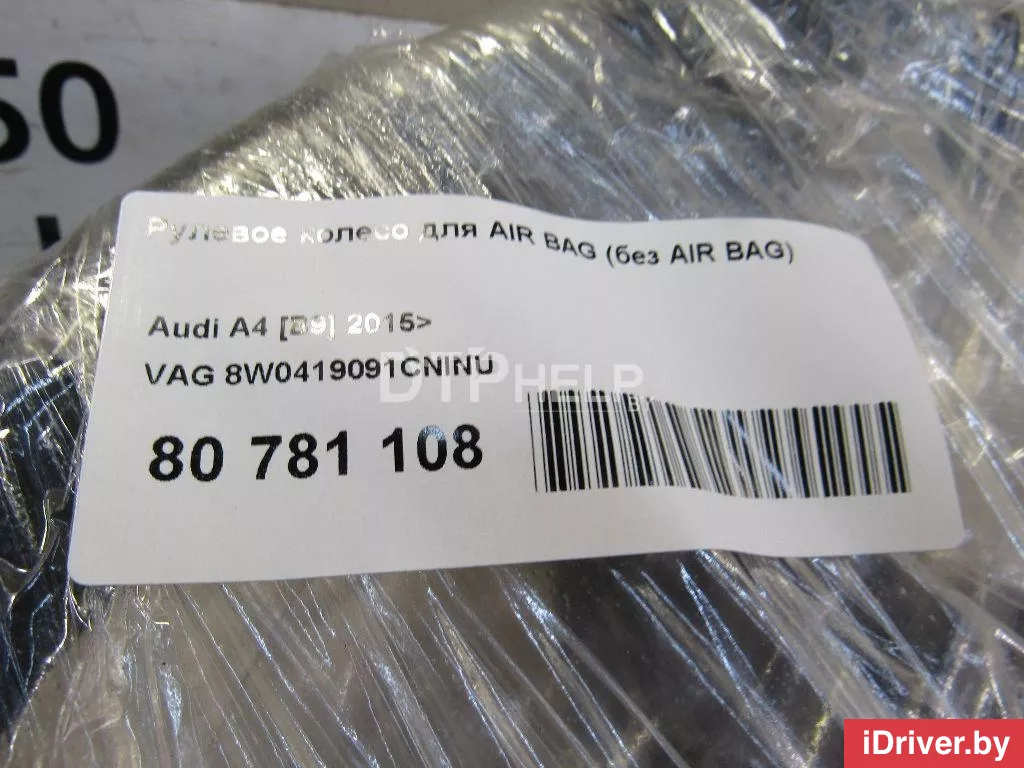 50
Рулевое колесо для AIR BAG (без AIR BAG)
Audi A4 [B9] 2015>
VAG 8W0419091CNINU
DTPHELP
80 781 108
iDriver.by